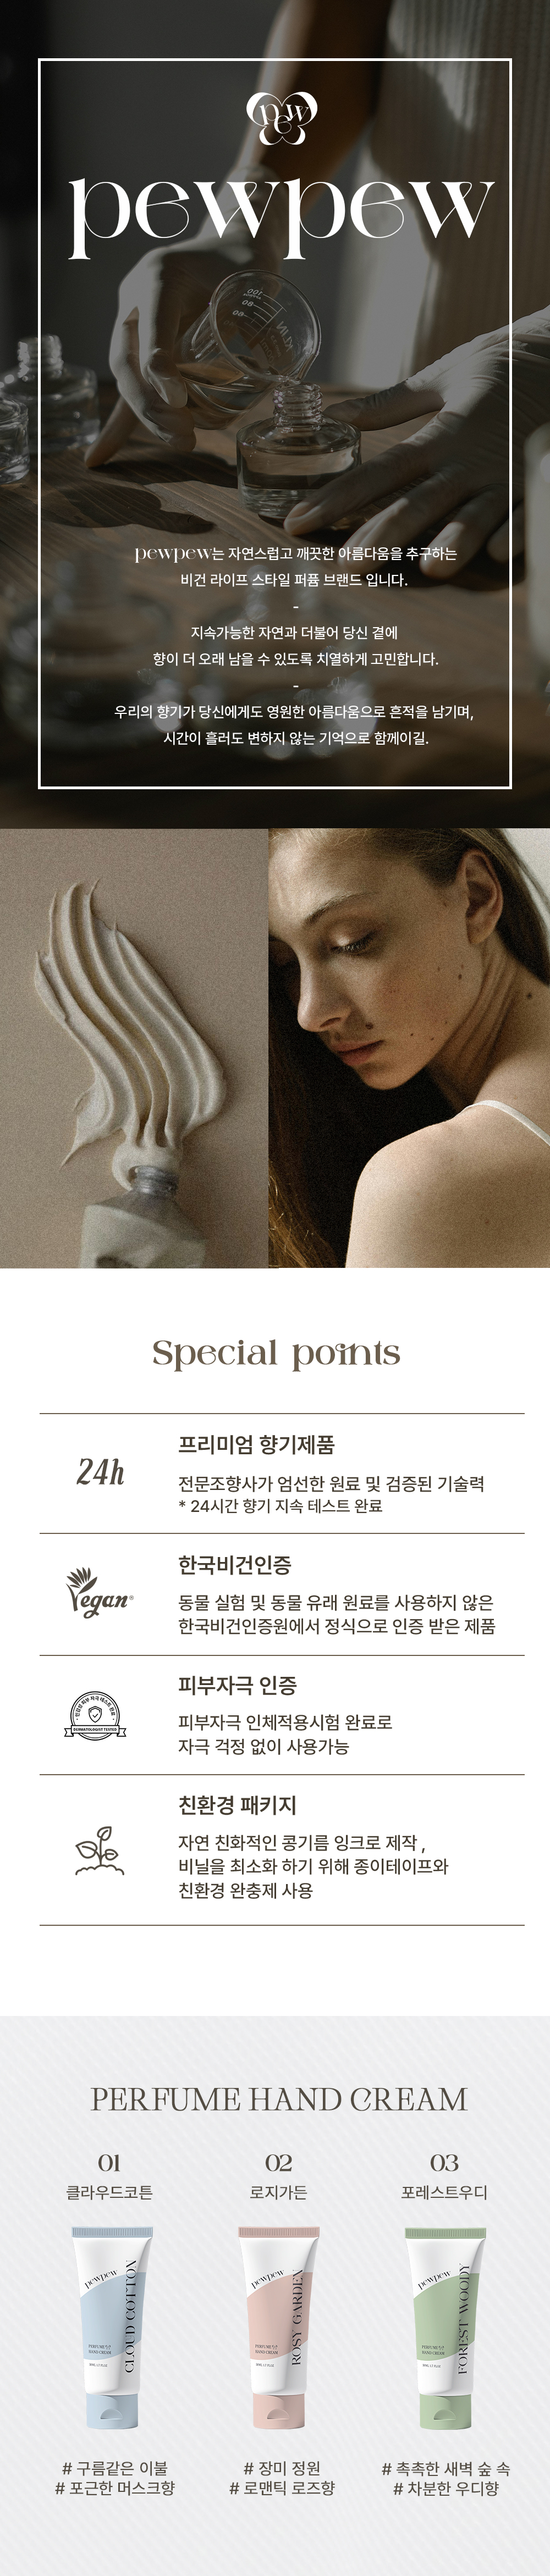 pew
pewpew
pewpew는 자연스럽고 깨끗한 아름다움을 추구하는
비건 라이프 스타일 퍼퓸 브랜드 입니다.
-
지속가능한 자연과 더불어 당신 곁에
향이 더 오래 남을 수 있도록 치열하게 고민합니다.
-
우리의 향기가 당신에게도 영원한 아름다움으로 흔적을 남기며,
시간이 흘러도 변하지 않는 기억으로 함께이길.
Special points
24h
프리미엄 향기제품
전문조향사가 엄선한 원료 및 검증된 기술력
* 24시간 향기 지속 테스트 완료
Vegan®
한국비건인증
동물 실험 및 동물 유래 원료를 사용하지 않은
한국비건인증원에서 정식으로 인증 받은 제품
DERMATOLOGIST TESTED
피부자극 인증
피부자극 인체적용시험 완료로
자극 걱정 없이 사용가능
친환경 패키지
자연 친화적인 콩기름 잉크로 제작 ,
비닐을 최소화 하기 위해 종이테이프와
친환경 완충제 사용
PERFUME HAND CREAM
01
클라우드코튼
pewpew
CLOUD COTTON
HAND CREAM
# 구름같은 이불
# 포근한 머스크향
02
로지가든
pewpew
ROSY GARDEN
HAND CREAM
# 장미 정원
# 로맨틱 로즈향
03
포레스트우디
pewpew
FOREST WOODY
HAND CREAM
# 촉촉한 새벽 숲 속
# 차분한 우디향